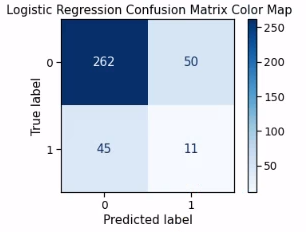 Logistic Regression Confusion Matrix Color Map
250
0 262 50
200
150
True label
100
1 45 11
50
0 1
Predicted label